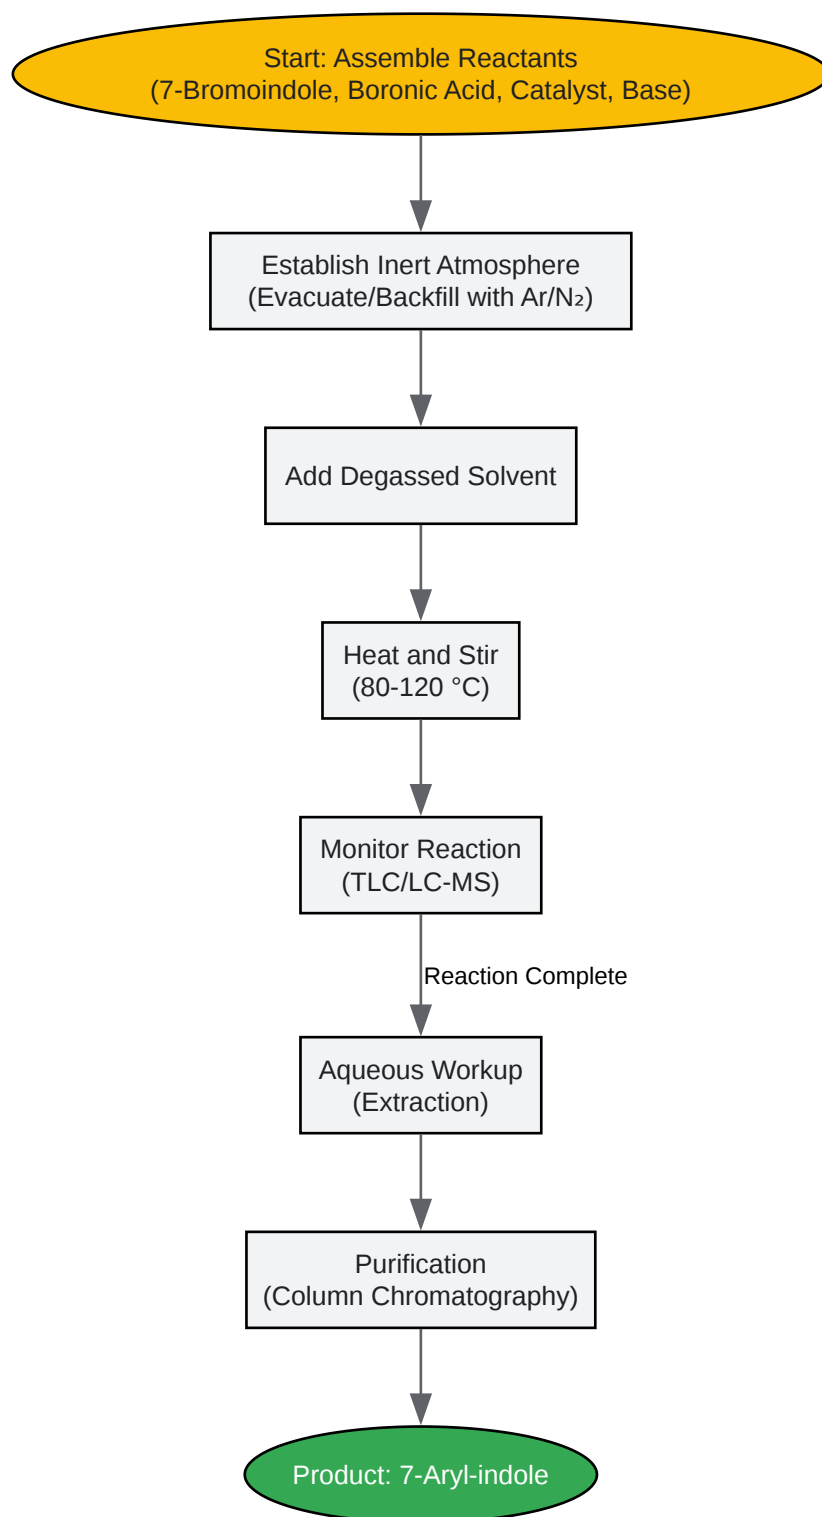 Start: Assemble Reactants
(7-Bromoindole, Boronic Acid, Catalyst, Base)
Establish Inert Atmosphere
(Evacuate/Backfill with Ar/N₂)
Add Degassed Solvent
Heat and Stir
(80-120 °C)
Monitor Reaction
(TLC/LC-MS)
Reaction Complete
Aqueous Workup
(Extraction)
Purification
(Column Chromatography)
Product: 7-Aryl-indole